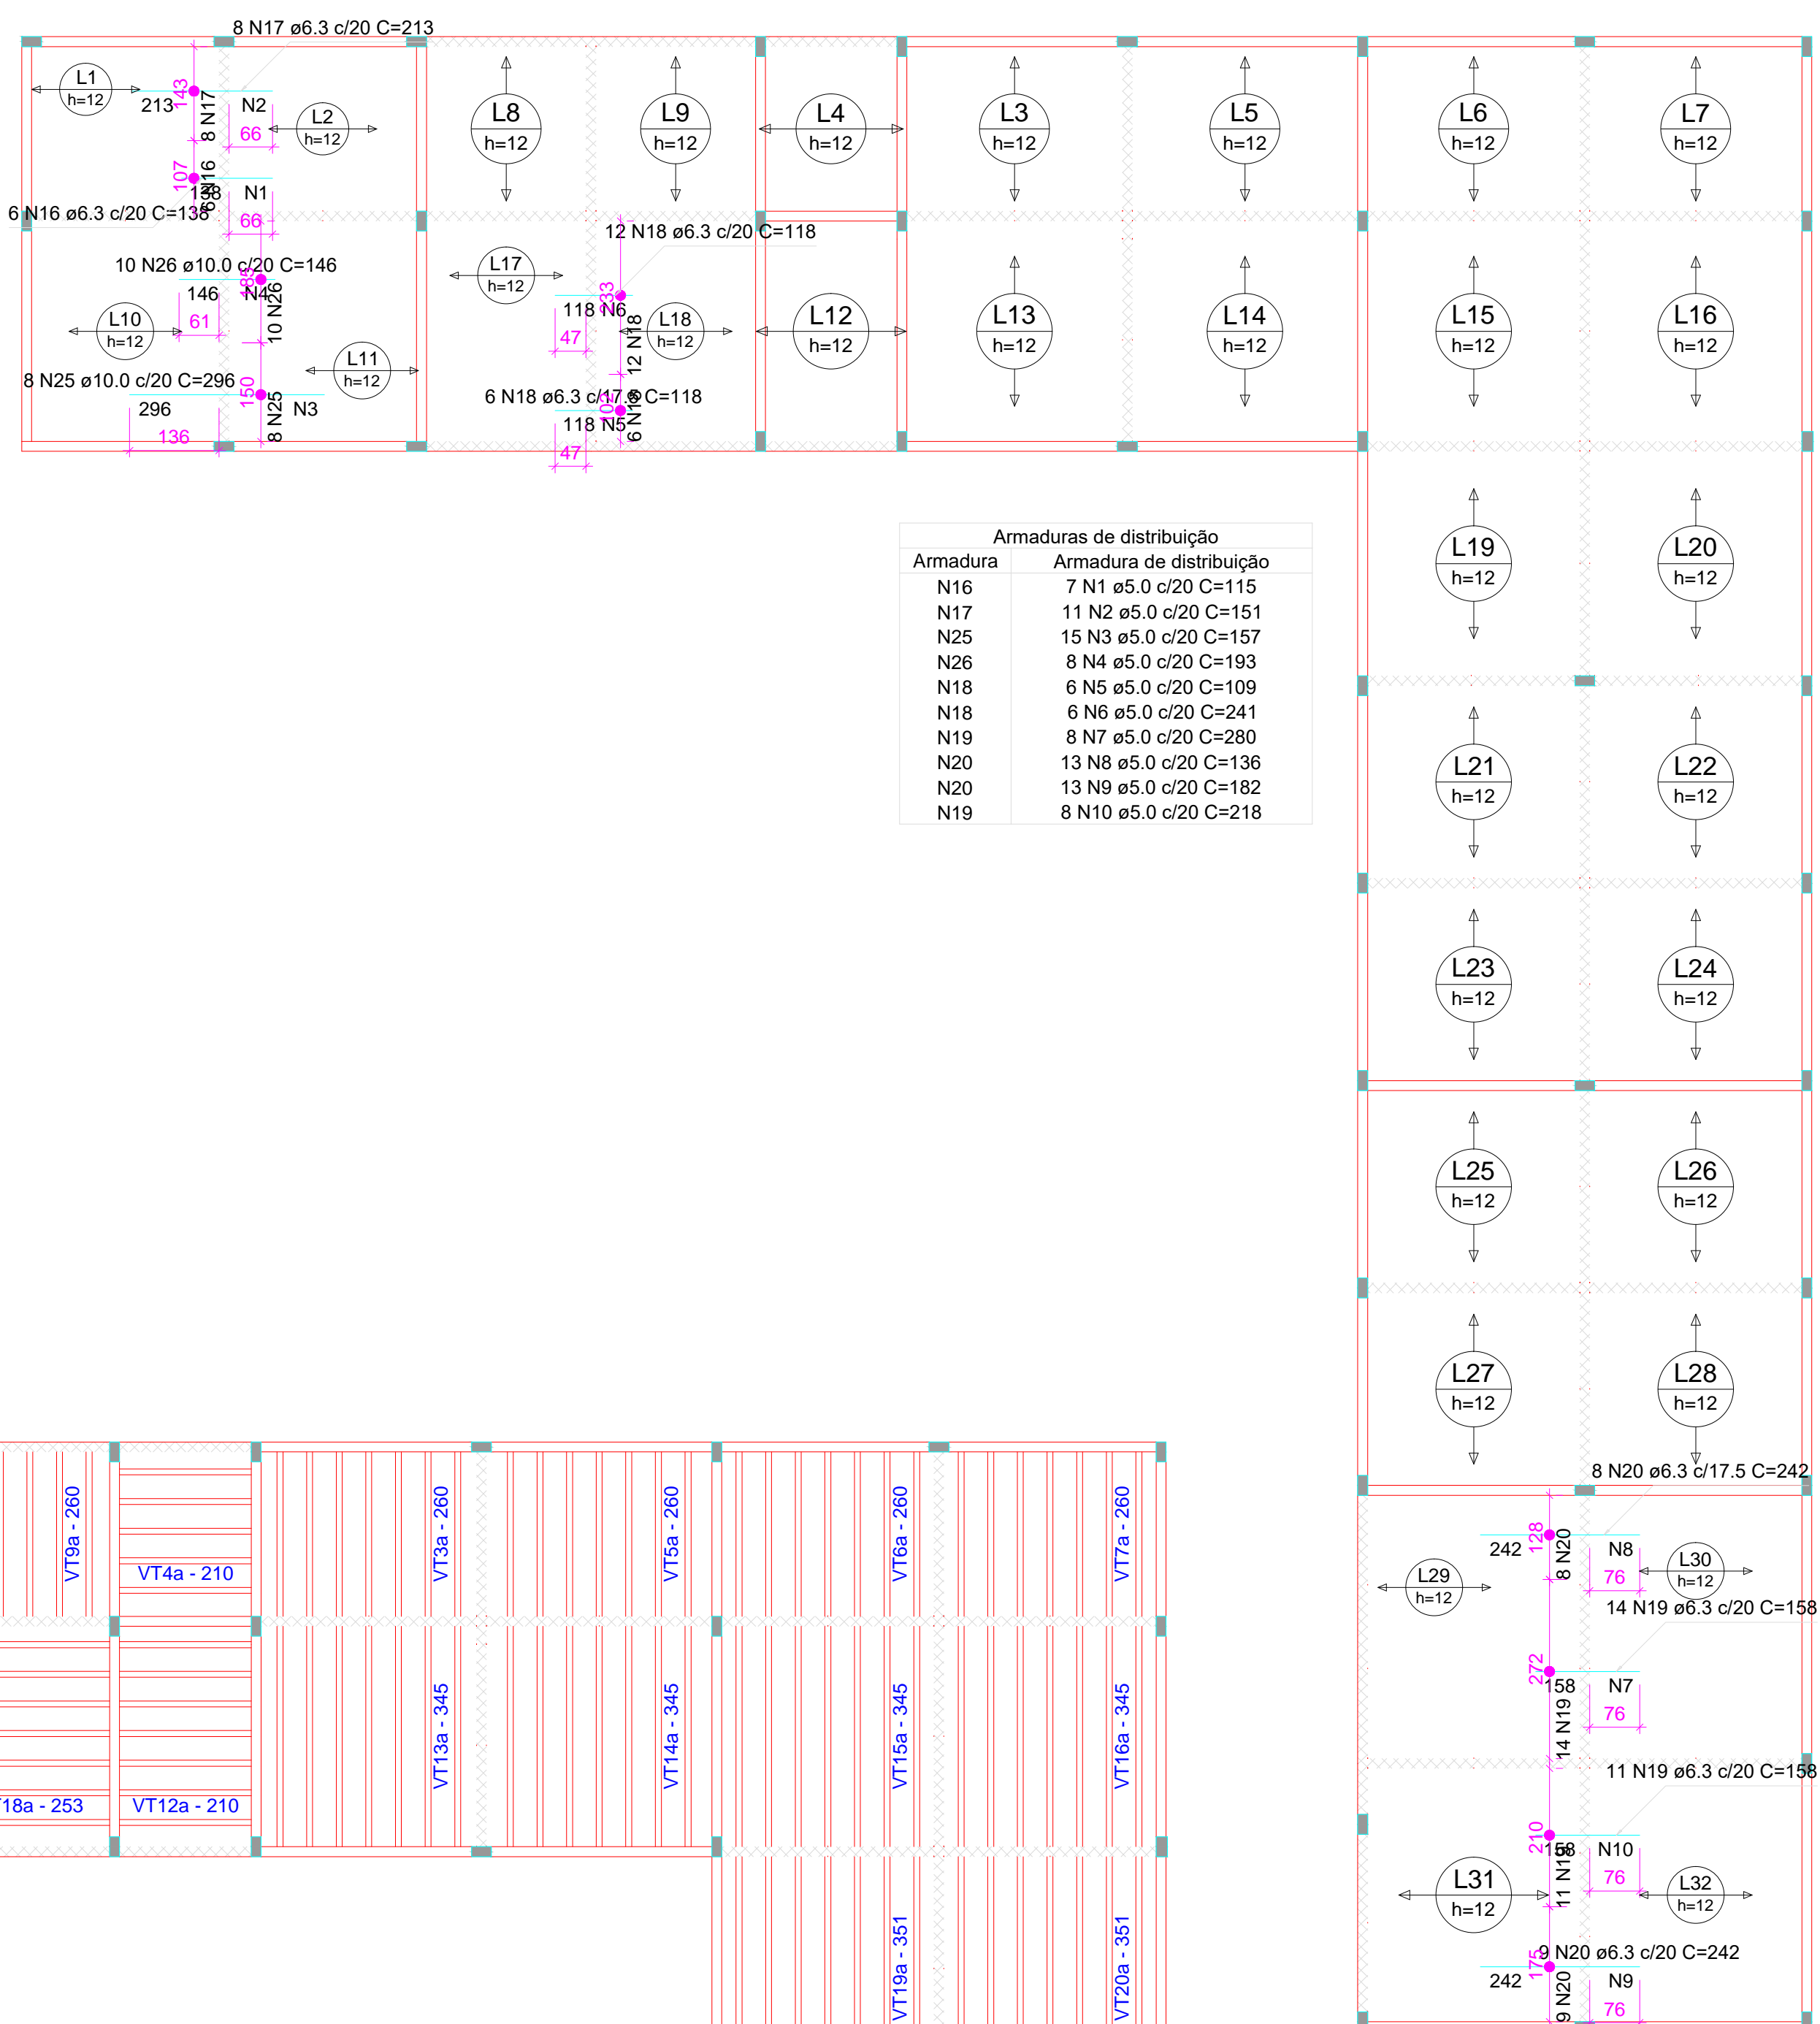 8 N17 ø6.3 c/20 C=213
L1
h=12
143
213
8 N17
N2
66
L2
h=12
L8
h=12
L9
h=12
L4
h=12
L3
h=12
L5
h=12
L6
h=12
L7
h=12
107
138
6 N16
N1
66
6 N16 ø6.3 c/20 C=138
12 N18 ø6.3 c/20 C=118
10 N26 ø10.0 c/20 C=146
185
146
N4
61
10 N26
L10
h=12
L11
h=12
8 N25 ø10.0 c/20 C=296
150
296
N3
136
8 N25
L17
h=12
233
118 N6
47
12 N18
L18
h=12
6 N18 ø6.3 c/17.5 C=118
102
118 N5
47
6 N18
L12
h=12
L13
h=12
L14
h=12
L15
h=12
L16
h=12
Armaduras de distribuição
Armadura Armadura de distribuição
N16 7 N1 ø5.0 c/20 C=115
N17 11 N2 ø5.0 c/20 C=151
N25 15 N3 ø5.0 c/20 C=157
N26 8 N4 ø5.0 c/20 C=193
N18 6 N5 ø5.0 c/20 C=109
N18 6 N6 ø5.0 c/20 C=241
N19 8 N7 ø5.0 c/20 C=280
N20 13 N8 ø5.0 c/20 C=136
N20 13 N9 ø5.0 c/20 C=182
N19 8 N10 ø5.0 c/20 C=218
L19
h=12
L20
h=12
L21
h=12
L22
h=12
L23
h=12
L24
h=12
L25
h=12
L26
h=12
L27
h=12
L28
h=12
8 N20 ø6.3 c/17.5 C=242
128
242
8 N20
N8
76
L29
h=12
L30
h=12
14 N19 ø6.3 c/20 C=158
272
158
N7
76
14 N19
11 N19 ø6.3 c/20 C=158
210
158
N10
76
11 N19
L31
h=12
L32
h=12
9 N20 ø6.3 c/20 C=242
175
242
N9
76
9 N20
VT9a - 260
VT4a - 210
VT3a - 260
VT5a - 260
VT6a - 260
VT7a - 260
VT13a - 345
VT14a - 345
VT15a - 345
VT16a - 345
18a - 253
VT12a - 210
VT19a - 351
VT20a - 351